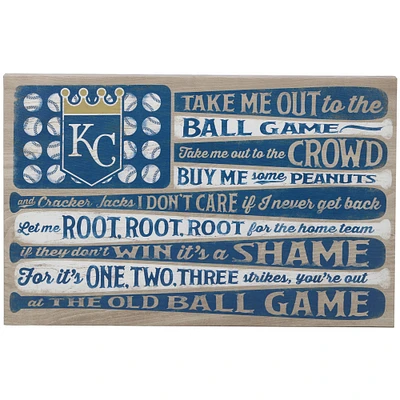 KC
TAKE ME OUT to the
BALL GAME
Take me out to the CROWD
BUY ME some PEANUTS
and Cracker Jacks I DON'T CARE if I never get back
Let me ROOT, ROOT, ROOT for the home team
if they don't WIN it's a SHAME
For it's ONE, TWO, THREE strikes, you're out
at THE OLD BALL GAME